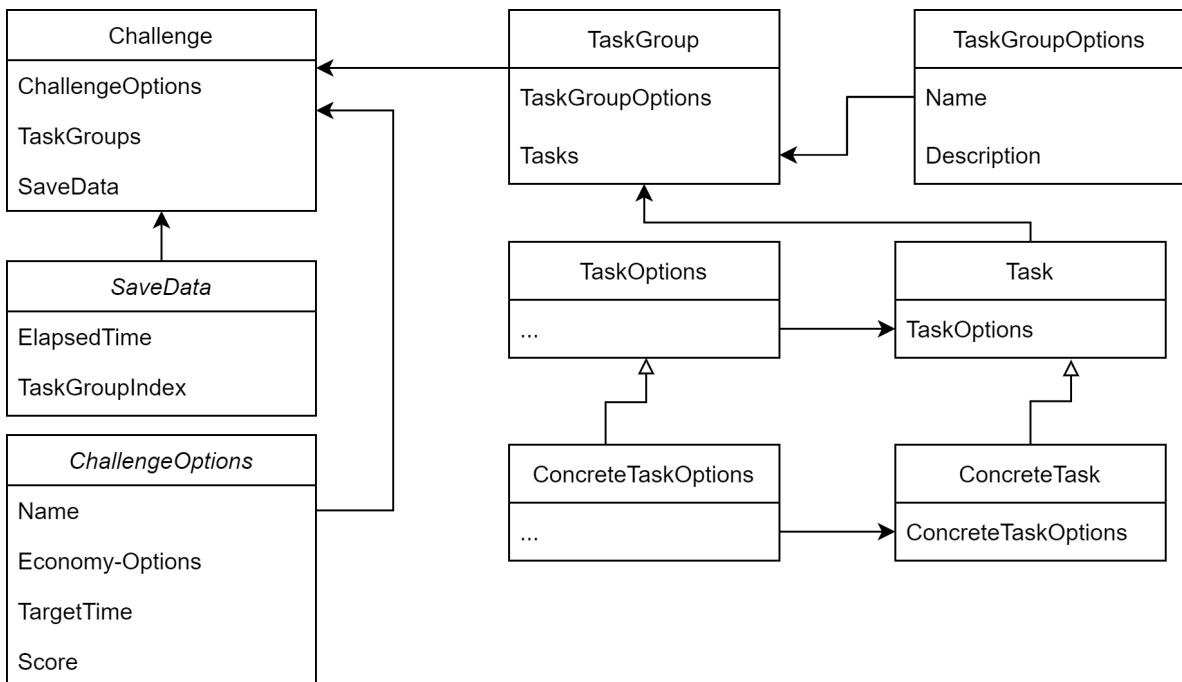 Challenge
ChallengeOptions
TaskGroups
SaveData
TaskGroup
TaskGroupOptions
Tasks
TaskGroupOptions
Name
Description
SaveData
ElapsedTime
TaskGroupIndex
TaskOptions
...
Task
TaskOptions
ChallengeOptions
Name
Economy-Options
TargetTime
Score
ConcreteTaskOptions
...
ConcreteTask
ConcreteTaskOptions